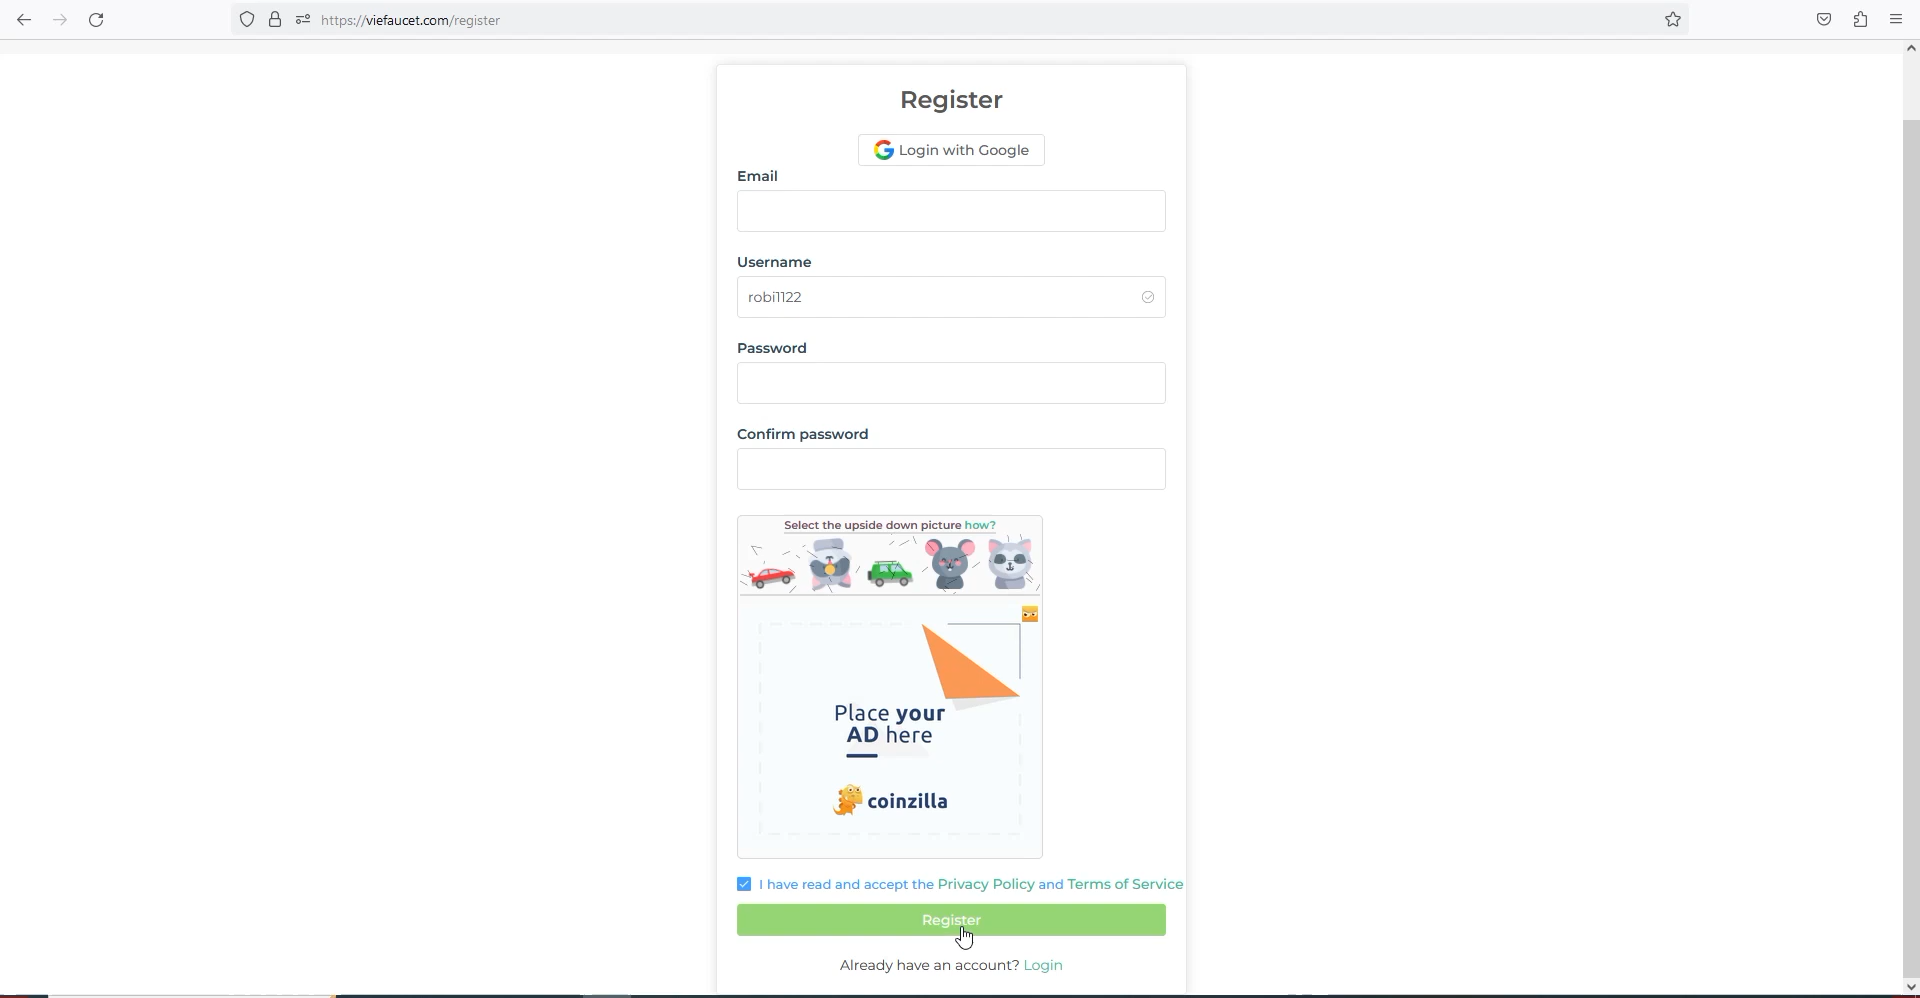 https://viefaucet.com/register
Register
Login with Google
Email
Username
robi1122
Password
Confirm password
Select the upside down picture how?
Place your
AD here
coinzilla
I have read and accept the Privacy Policy and Terms of Service
Register
Already have an account? Login